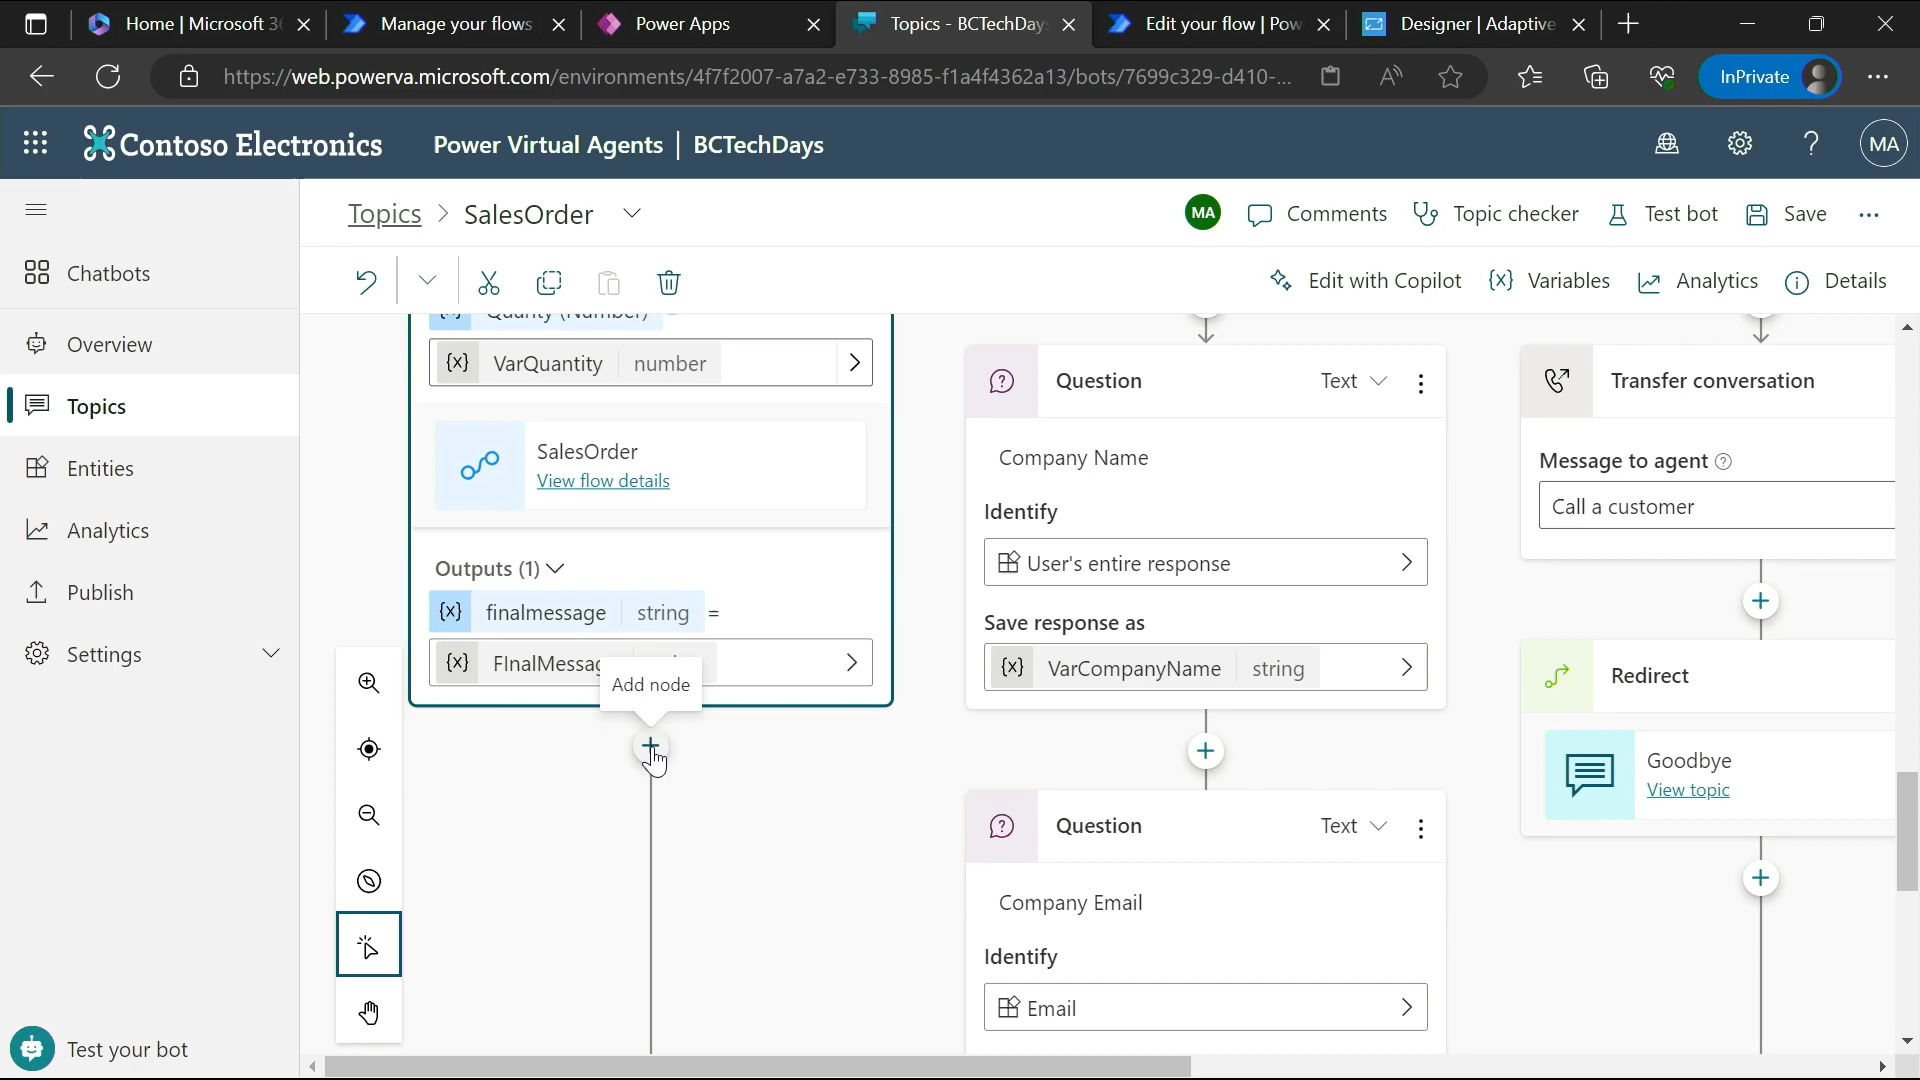 Home | Microsoft 36
Manage your flows
Power Apps
Topics - BCTechDay
Edit your flow | Pow
Designer | Adaptive
https://web.powerva.microsoft.com/environments/4f7f2007-a7a2-e733-8985-f1a4f4362a13/bots/7699c329-d410-...
InPrivate
Contoso Electronics
Power Virtual Agents | BCTechDays
MA
Topics > SalesOrder
MA
Comments
Topic checker
Test bot
Save
Edit with Copilot
{x} Variables
Analytics
Details
Chatbots
Overview
Topics
Entities
Analytics
Publish
Settings
Test your bot
Quanty (Number) =
{x} VarQuantity number
SalesOrder
View flow details
Outputs (1)
{x} finalmessage string =
{x} FInalMessag
Add node
Question
Text
Company Name
Identify
User's entire response
Save response as
{x} VarCompanyName string
Question
Text
Company Email
Identify
Email
Transfer conversation
Message to agent
Call a customer
Redirect
Goodbye
View topic